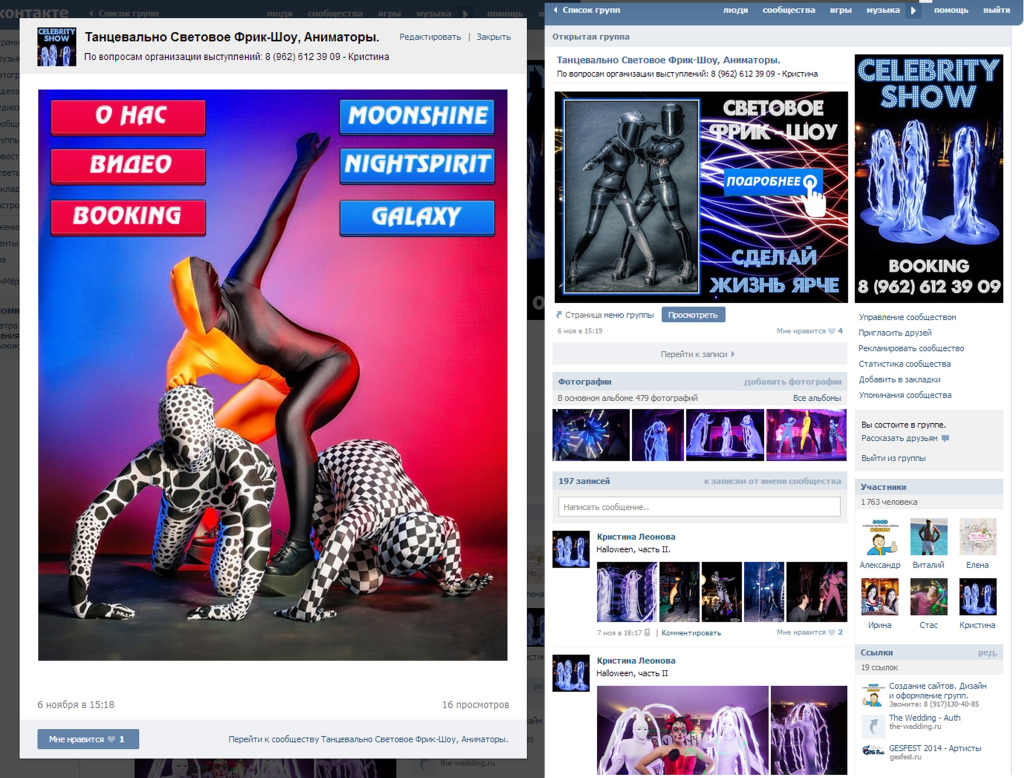 контакте
Список групп
люди сообщества игры музыка помощь
CELEBRITY
SHOW
Танцевально Световое Фрик-Шоу, Аниматоры.
Редактировать | Закрыть
По вопросам организации выступлений: 8 (962) 612 39 09 - Кристина
О НАС
ВИДЕО
BOOKING
MOONSHINE
NIGHTSPIRIT
GALAXY
6 ноября в 15:18
16 просмотров
Мне нравится 1
Перейти к сообществу Танцевально Световое Фрик-Шоу, Аниматоры.
the-wedding.ru
Список групп
люди сообщества игры музыка помощь выйти
Открытая группа
Танцевально Световое Фрик-Шоу, Аниматоры.
По вопросам организации выступлений: 8 (962) 612 39 09 - Кристина
СВЕТОВОЕ
ФРИК - ШОУ
ПОДРОБНЕЕ
СДЕЛАЙ
ЖИЗНЬ ЯРЧЕ
Страница меню группы
Просмотреть
6 ноя в 15:19
Мне нравится 4
Перейти к записи
Фотографии
добавить фотографии
В основном альбоме 479 фотографий
Все альбомы
197 записей
к записям от имени сообщества
Написать сообщение..
Кристина Леонова
Halloween, часть II.
7 ноя в 18:17 | Комментировать
Мне нравится 2
Кристина Леонова
Halloween, часть II
CELEBRITY
SHOW
BOOKING
8 (962) 612 39 09
Управление сообществом
Пригласить друзей
Рекламировать сообщество
Статистика сообщества
Добавить в закладки
Упоминания сообщества
Вы состоите в группе.
Рассказать друзьям
Выйти из группы
Участники
1 763 человека
Александр
Виталий
Елена
Ирина
Стас
Кристина
Ссылки
ред.
19 ссылок
Создание сайтов. Дизайн
и оформление групп.
Звоните: 8 (917)130-40-85
The Wedding - Auth
the-wedding.ru
GESFEST 2014 - Артисты
gesfest.ru